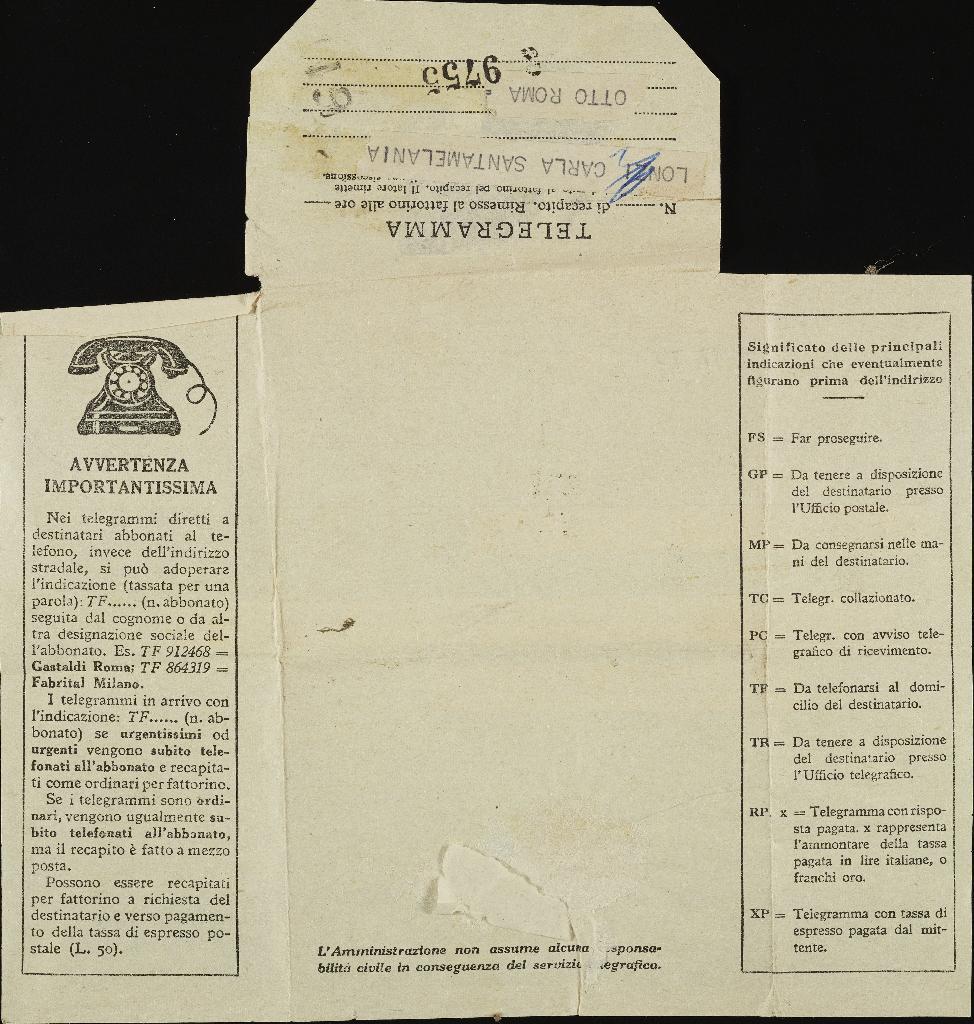 TELEGRAMMA
N. di recapito. Rimesso al fattorino alle ore
al fattorino pel recapito. Il latore rimette
LONZI CARLA SANTAMELANIA
OTTO ROMA
9755
AVVERTENZA
IMPORTANTISSIMA
Nei telegrammi diretti a
destinatari abbonati al te-
lefono, invece dell'indirizzo
stradale, si può adoperare
l'indicazione (tassata per una
parola): TF...... (n. abbonato)
seguita dal cognome o da al-
tra designazione sociale del-
l'abbonato. Es. TF 912468 =
Gastaldi Roma; TF 864319 =
Fabrital Milano.
I telegrammi in arrivo con
l'indicazione: TF...... (n. ab-
bonato) se urgentissimi od
urgenti vengono subito tele-
fonati all'abbonato e recapita-
ti come ordinari per fattorino.
Se i telegrammi sono ordi-
nari, vengono ugualmente su-
bito telefonati all'abbonato,
ma il recapito è fatto a mezzo
posta.
Possono essere recapitati
per fattorino a richiesta del
destinatario e verso pagamen-
to della tassa di espresso po-
stale (L. 50).
L'Amministrazione non assume alcuna sponsa-
bilità civile in conseguenza del servizi egrafico.
Significato delle principali
indicazioni che eventualmente
figurano prima dell'indirizzo
FS = Far proseguire.
GP = Da tenere a disposizione
del destinatario presso
l'Ufficio postale.
MP = Da consegnarsi nelle ma-
ni del destinatario.
TC = Telegr. collazionato.
PC = Telegr. con avviso tele-
grafico di ricevimento.
TF = Da telefonarsi al domi-
cilio del destinatario.
TR = Da tenere a disposizione
del destinatario presso
l'Ufficio telegrafico.
RP. x = Telegramma con rispo-
sta pagata. x rappresenta
l'ammontare della tassa
pagata in lire italiane, o
franchi oro.
XP = Telegramma con tassa di
espresso pagata dal mit-
tente.